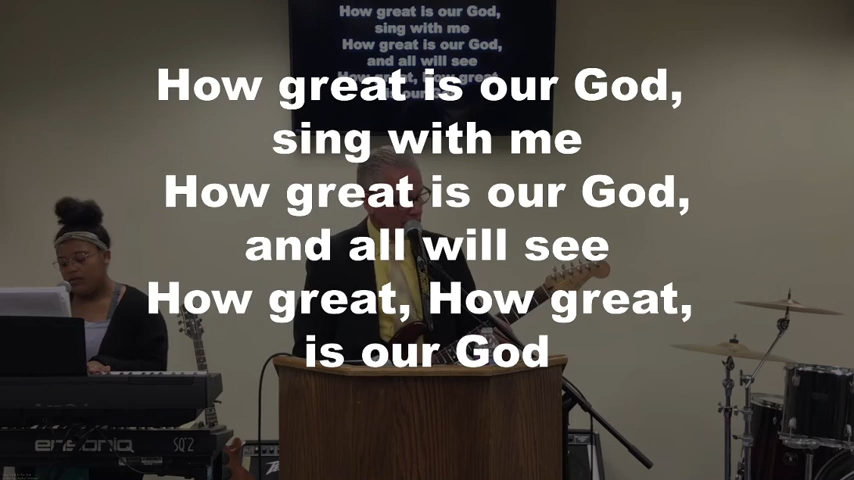 How great is our God,
sing with me
How great is our God,
and all will see
How great, How great,
is our God
How great is our God,
sing with me
How great is our God,
and all will see
ensoniq SQ 2